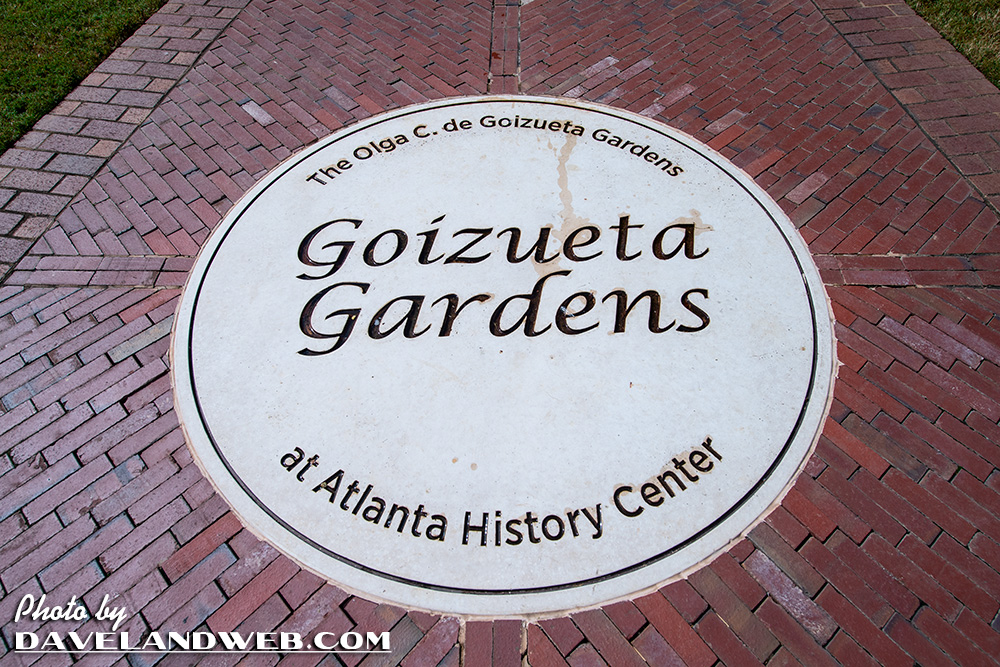 The Olga C. de Goizueta Gardens
Goizueta
Gardens
at Atlanta History Center
Photo by
DAVELANDWEB.COM